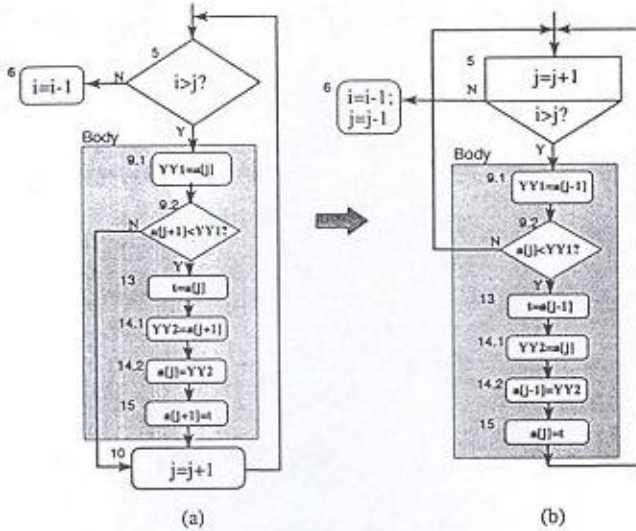 5
i>j?
6
N
i=i-1
Y
Body
9.1
YY1=a[j]
9.2
N
a[j+1]<YY1?
Y
13
t=a[j]
14.1
YY2=a[j+1]
14.2
a[j]=YY2
15
a[j+1]=t
10
j=j+1
(a)
5
j=j+1
6
N
i=i-1;
j=j-1
i>j?
Y
Body
9.1
YY1=a[j-1]
9.2
N
a[j]<YY1?
Y
13
t=a[j-1]
14.1
YY2=a[j]
14.2
a[j-1]=YY2
15
a[j]=t
(b)